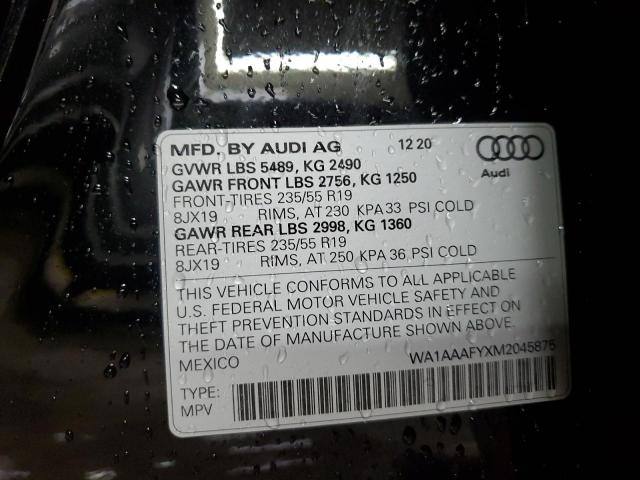 MFD. BY AUDI AG 12 20
GVWR LBS 5489, KG 2490
GAWR FRONT LBS 2756, KG 1250
FRONT-TIRES 235/55 R19
8JX19 RIMS, AT 230 KPA 33 PSI COLD
GAWR REAR LBS 2998, KG 1360
REAR-TIRES 235/55 R19
8JX19 RIMS, AT 250 KPA 36 PSI COLD
Audi
THIS VEHICLE CONFORMS TO ALL APPLICABLE
U.S. FEDERAL MOTOR VEHICLE SAFETY AND
THEFT PREVENTION STANDARDS IN EFFECT ON
THE DATE OF MANUFACTURE SHOWN ABOVE.
MEXICO WA1AAAFYXM2045875
TYPE:
MPV